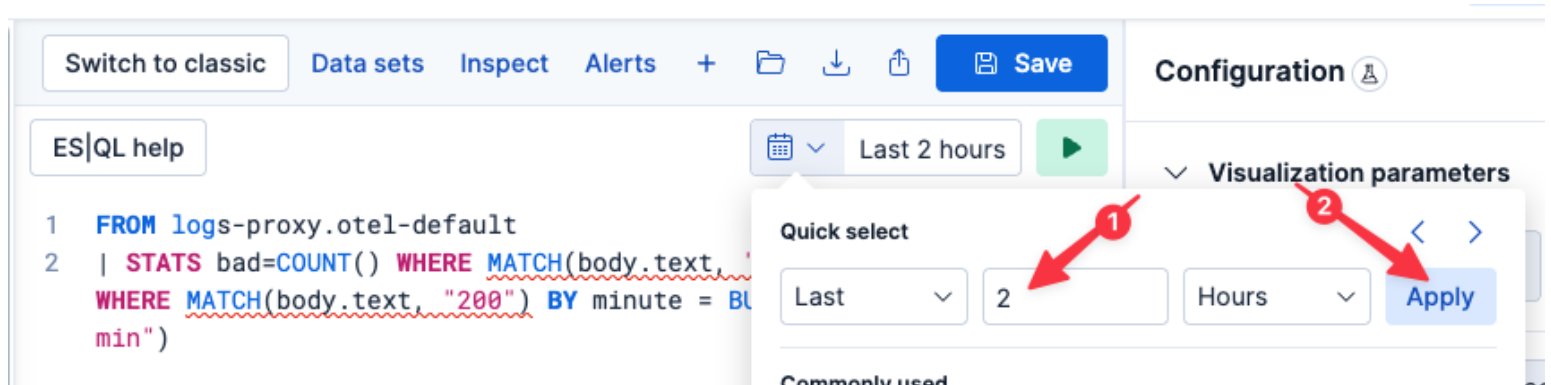 Switch to classic Data sets Inspect Alerts + Save
Configuration
ES|QL help
Last 2 hours
Visualization parameters
1 FROM logs-proxy.otel-default
2 | STATS bad=COUNT() WHERE MATCH(body.text, "
WHERE MATCH(body.text, "200") BY minute = BU
min")
Quick select
1
2
Last 2 Hours Apply
Commonly used